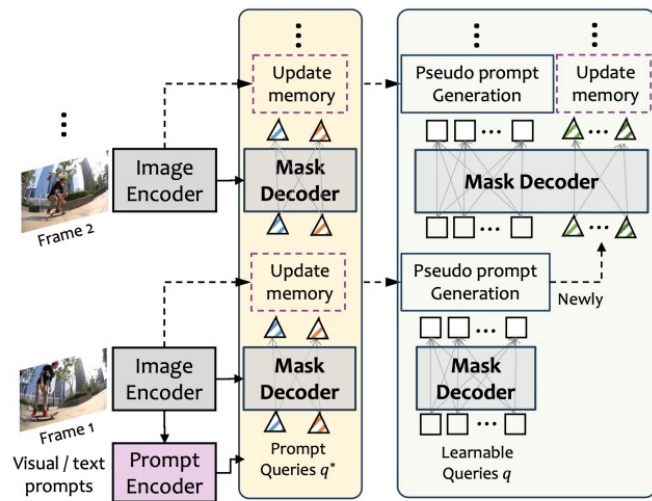 Update
memory
Pseudo prompt
Generation
Update
memory
Image
Encoder
Mask
Decoder
Mask Decoder
Frame 2
Update
memory
Pseudo prompt
Generation
Newly
Image
Encoder
Mask
Decoder
Mask
Decoder
Frame 1
Visual / text
prompts
Prompt
Encoder
Prompt
Queries q*
Learnable
Queries q